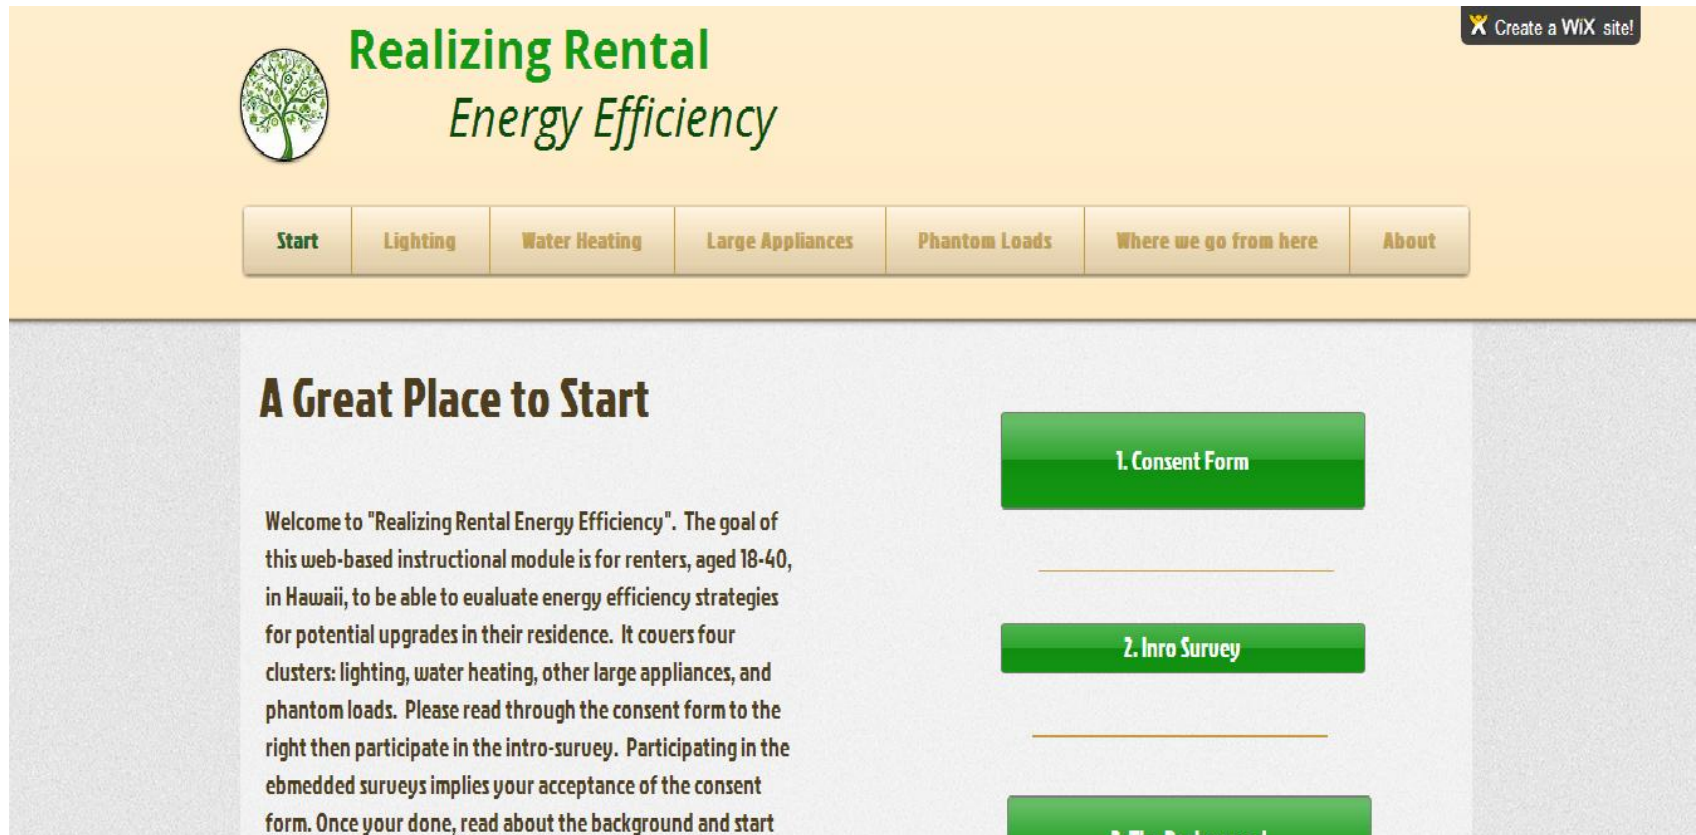 Create a WiX site!
Realizing Rental
Energy Efficiency
Start Lighting Water Heating Large Appliances Phantom Loads Where we go from here About
A Great Place to Start
Welcome to "Realizing Rental Energy Efficiency". The goal of
this web-based instructional module is for renters, aged 18-40,
in Hawaii, to be able to evaluate energy efficiency strategies
for potential upgrades in their residence. It covers four
clusters: lighting, water heating, other large appliances, and
phantom loads. Please read through the consent form to the
right then participate in the intro-survey. Participating in the
ebmedded surveys implies your acceptance of the consent
form. Once your done, read about the background and start
1. Consent Form
2. Inro Survey